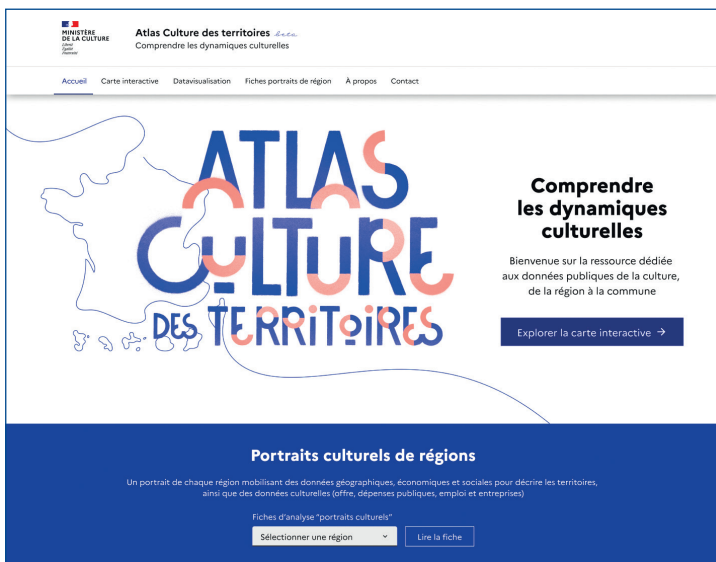 MINISTÈRE
DE LA CULTURE
Liberté
Égalité
Fraternité
Atlas Culture des territoires beta
Comprendre les dynamiques culturelles
Accueil Carte interactive Datavisualisation Fiches portraits de région À propos Contact
ATLAS
CULTURE
DES TERRITOIRES
Comprendre
les dynamiques
culturelles
Bienvenue sur la ressource dédiée
aux données publiques de la culture,
de la région à la commune
Explorer la carte interactive →
Portraits culturels de régions
Un portrait de chaque région mobilisant des données géographiques, économiques et sociales pour décrire les territoires,
ainsi que des données culturelles (offre, dépenses publiques, emploi et entreprises)
Fiches d'analyse "portraits culturels"
Sélectionner une région
Lire la fiche